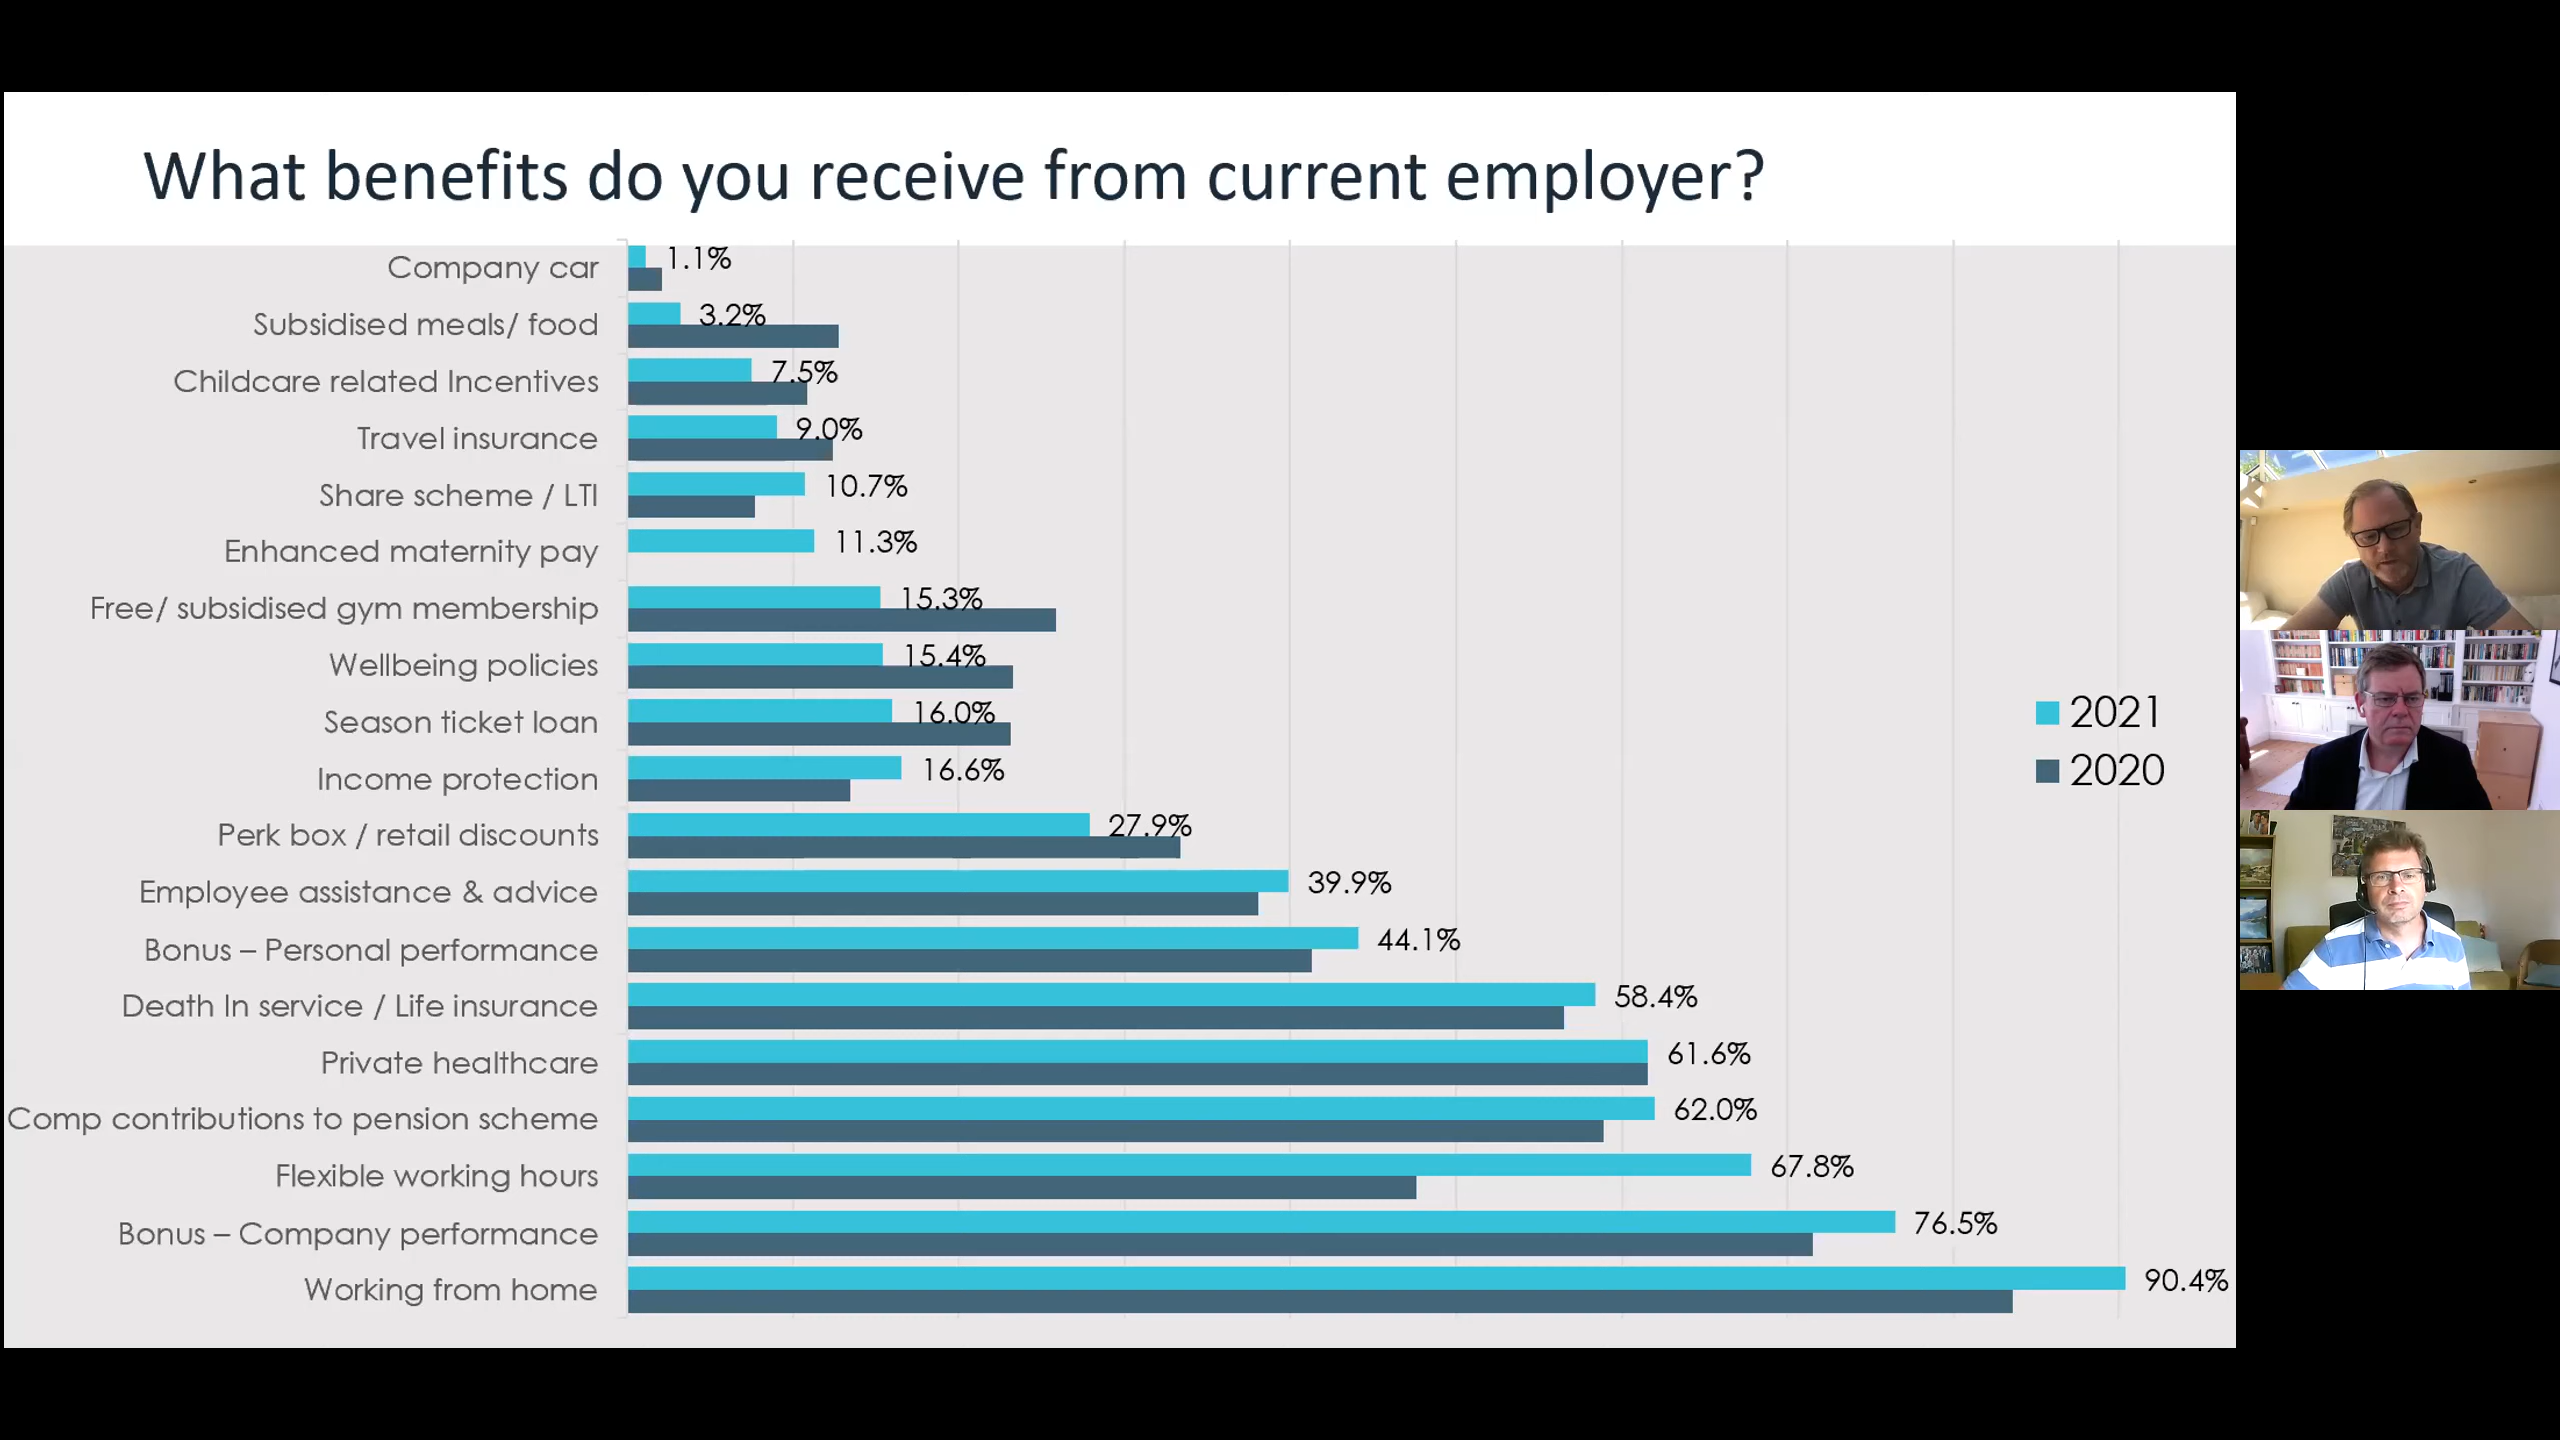 What benefits do you receive from current employer?
Company car 1.1%
Subsidised meals/ food 3.2%
Childcare related Incentives 7.5%
Travel insurance 9.0%
Share scheme / LTI 10.7%
Enhanced maternity pay 11.3%
Free/ subsidised gym membership 15.3%
Wellbeing policies 15.4%
Season ticket loan 16.0%
Income protection 16.6%
Perk box / retail discounts 27.9%
Employee assistance & advice 39.9%
Bonus – Personal performance 44.1%
Death In service / Life insurance 58.4%
Private healthcare 61.6%
Comp contributions to pension scheme 62.0%
Flexible working hours 67.8%
Bonus – Company performance 76.5%
Working from home 90.4%
2021
2020